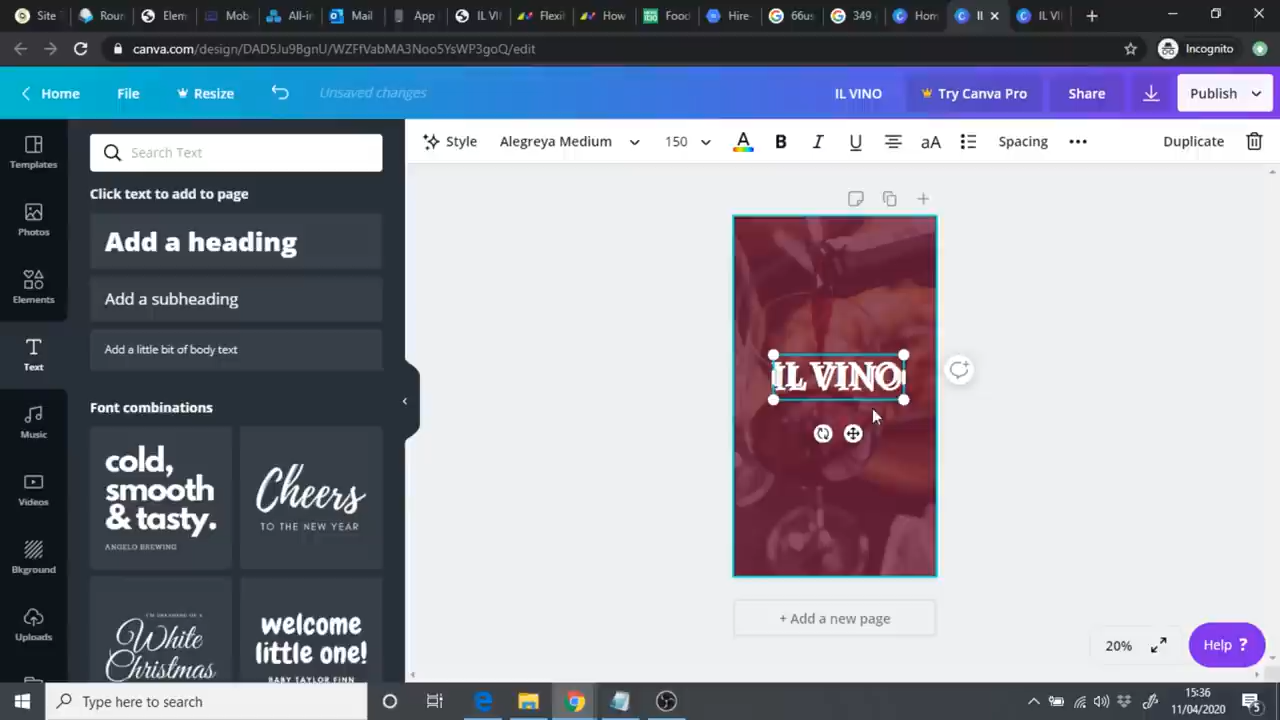 Site
Rour
Elem
Mob
All-in
Mail
App
IL VI
Flexi
How
Food
Hire-
66us
349
Hom
IL
IL VI
canva.com/design/DAD5Ju9BgnU/WZFfVabMA3Noo5YsWP3goQ/edit
Incognito
Home
File
Resize
Unsaved changes
IL VINO
Try Canva Pro
Share
Publish
Style
Alegreya Medium
150
A
B
I
U
aA
Spacing
Duplicate
Templates
Photos
Elements
Text
Music
Videos
Bkground
Uploads
Search Text
Click text to add to page
Add a heading
Add a subheading
Add a little bit of body text
Font combinations
cold,
smooth
& tasty.
ANGELO BREWING
Cheers
TO THE NEW YEAR
I'M DREAMING OF A
White
Christmas
welcome
little one!
BABY TAYLOR FINN
IL VINO
+ Add a new page
20%
Help ?
Type here to search
15:36
11/04/2020
5